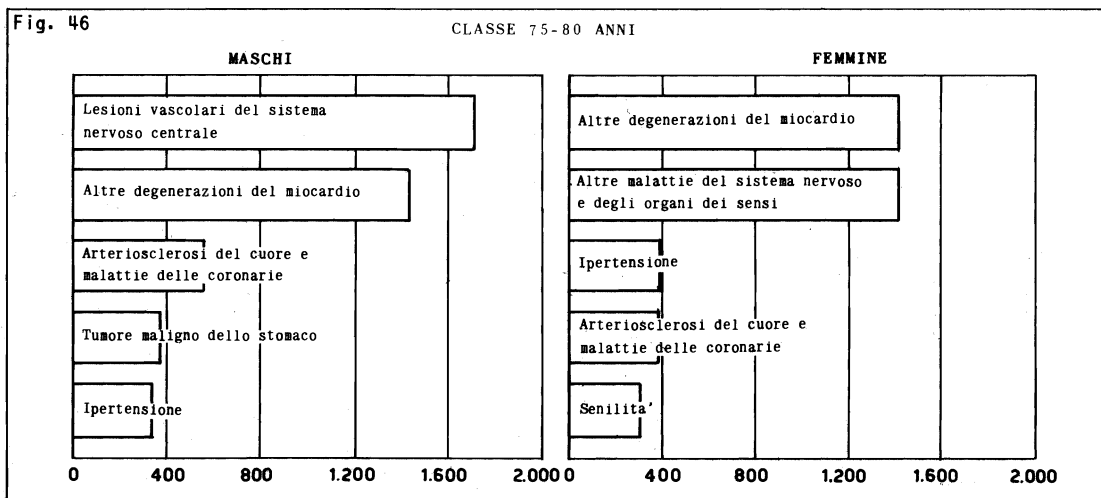 Fig. 46
CLASSE 75-80 ANNI
MASCHI
Lesioni vascolari del sistema
nervoso centrale
Altre degenerazioni del miocardio
Arteriosclerosi del cuore e
malattie delle coronarie
Tumore maligno dello stomaco
Ipertensione
0 400 800 1.200 1.600 2.000
FEMMINE
Altre degenerazioni del miocardio
Altre malattie del sistema nervoso
e degli organi dei sensi
Ipertensione
Arteriosclerosi del cuore e
malattie delle coronarie
Senilita'
0 400 800 1.200 1.600 2.000